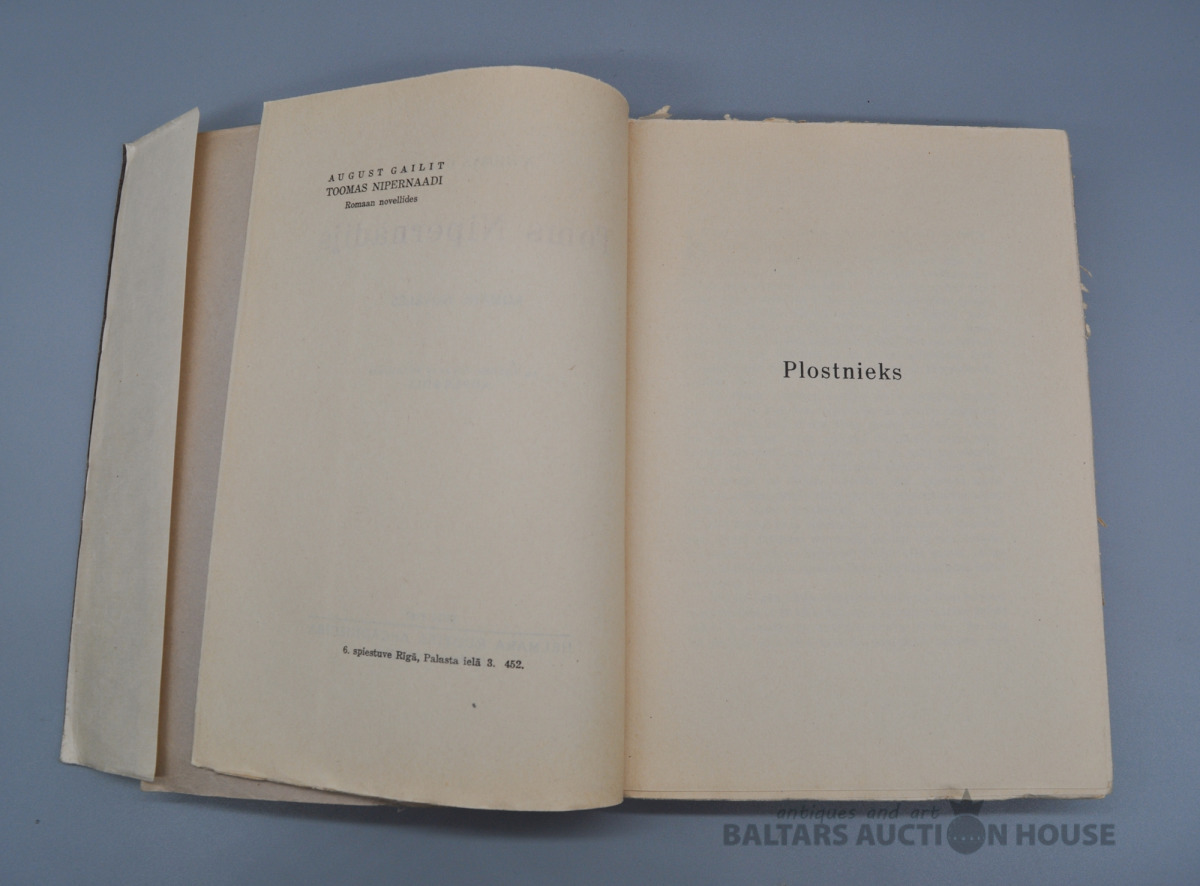 AUGUST GAILIT
TOOMAS NIPERNAADI
Romaan novellides
6. spiestuve Rīgā, Palasta ielā 3. 452.
Plostnieks
antiques and art
BALTARS AUCTION HOUSE